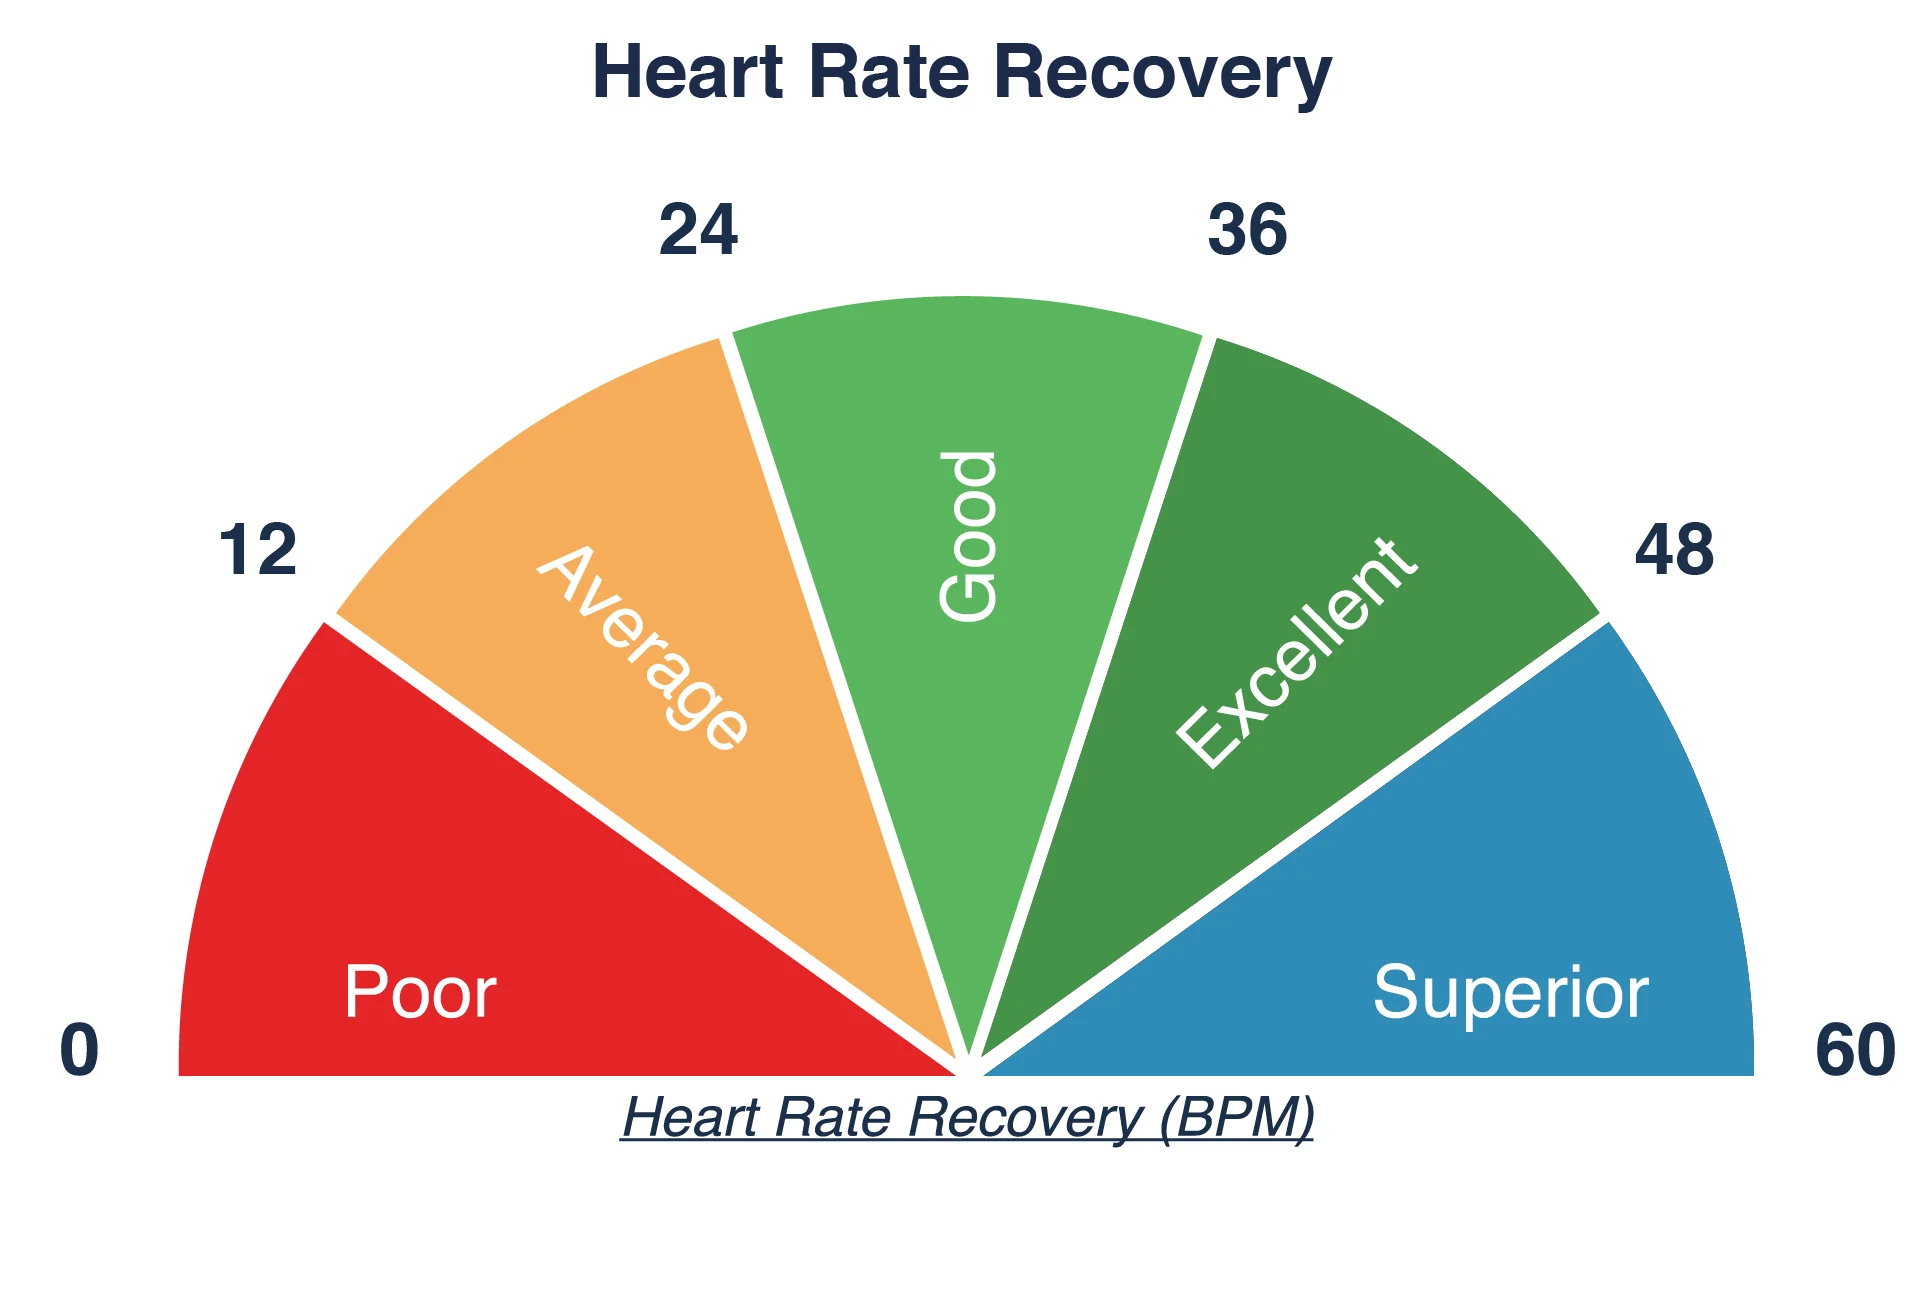 Heart Rate Recovery
24
36
12
48
Good
Average
Excellent
Poor
Superior
0
60
Heart Rate Recovery (BPM)